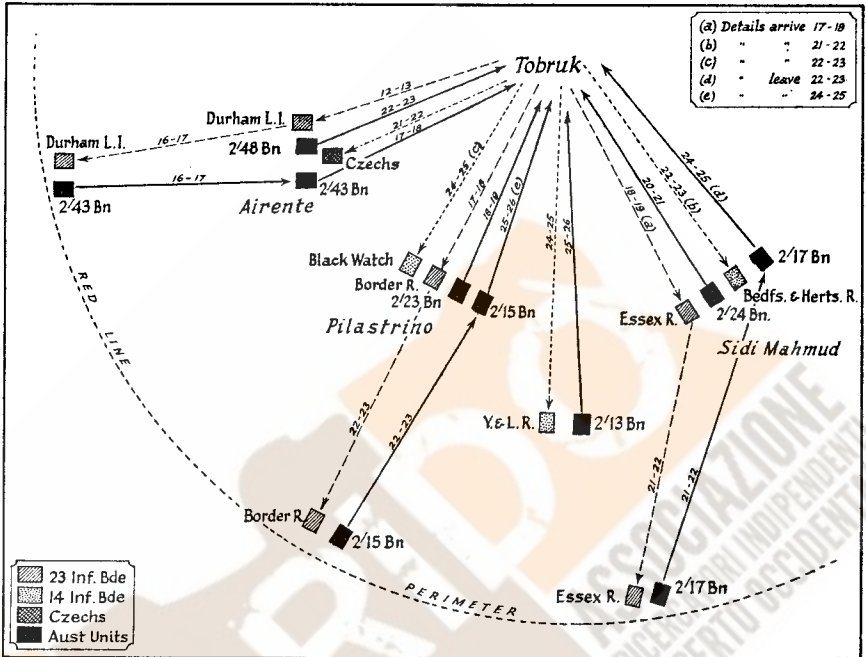 (a) Details arrive 17-18
(b) " " 21-22
(c) " " 22-23
(d) " leave 22-23
(e) " " 24-25
Tobruk
12-13
22-23
21-22
17-18
Durham L.I.
2/48 Bn
Czechs
Durham L.I.
16-17
2/43 Bn
16-17
2/43 Bn
Airente
24-25 (c)
17-18
18-19
25-26 (e)
24-25
25-26
18-19 (a)
20-21
22-23 (b)
24-25 (d)
Black Watch
Border R.
2/23 Bn
2/15 Bn
Pilastrino
2/17 Bn
Bedfs. & Herts. R.
2/24 Bn.
Essex R.
Sidi Mahmud
22-23
22-23
Y. & L. R.
2/13 Bn
21-22
21-22
Border R.
2/15 Bn
Essex R.
2/17 Bn
RED LINE
PERIMETER
23 Inf. Bde
14 Inf. Bde
Czechs
Aust Units
ASSOCIAZIONE